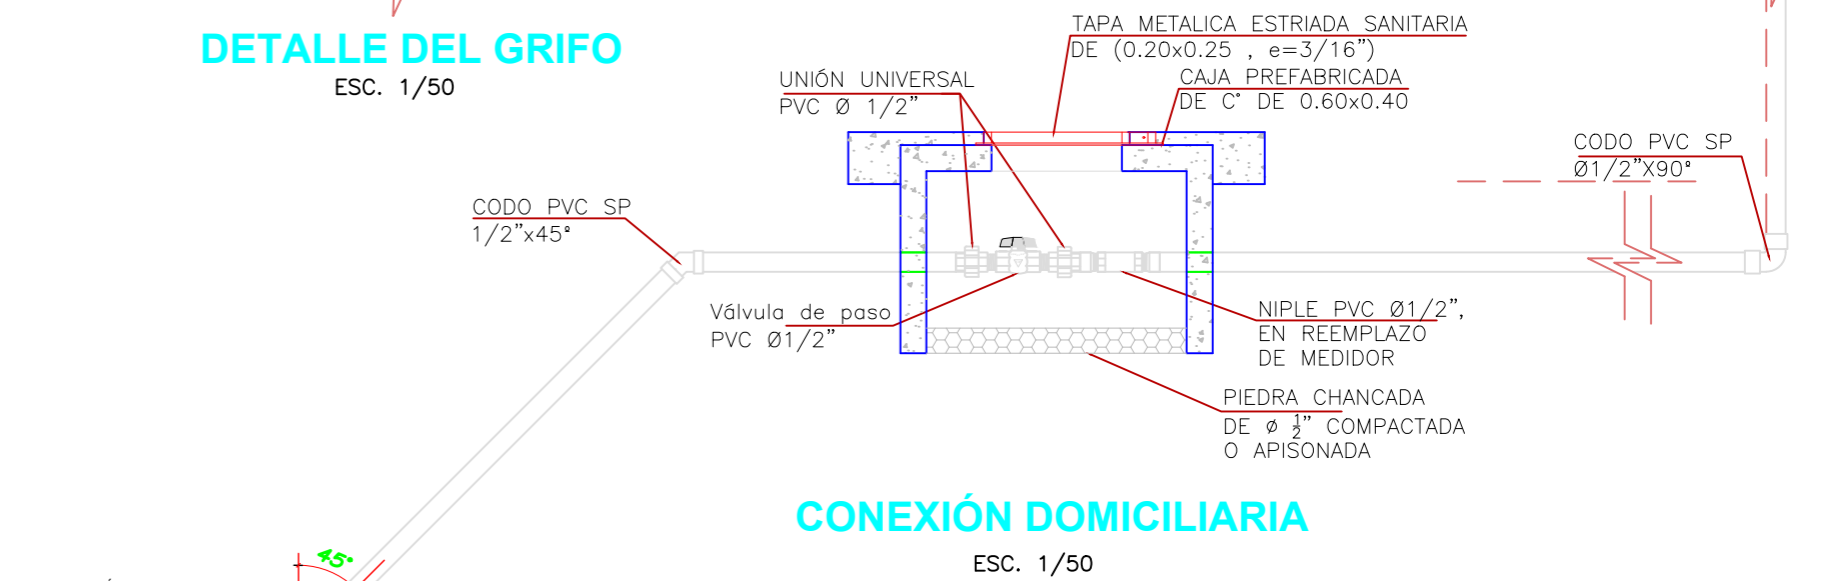 DETALLE DEL GRIFO
ESC. 1/50
TAPA METALICA ESTRIADA SANITARIA
DE (0.20x0.25 , e=3/16")
UNIÓN UNIVERSAL
PVC Ø 1/2"
CAJA PREFABRICADA
DE C° DE 0.60x0.40
CODO PVC SP
Ø1/2"X90°
CODO PVC SP
1/2"x45°
Válvula de paso
PVC Ø1/2"
NIPLE PVC Ø1/2",
EN REEMPLAZO
DE MEDIDOR
PIEDRA CHANCADA
DE Ø 1/2" COMPACTADA
O APISONADA
CONEXIÓN DOMICILIARIA
ESC. 1/50
45°